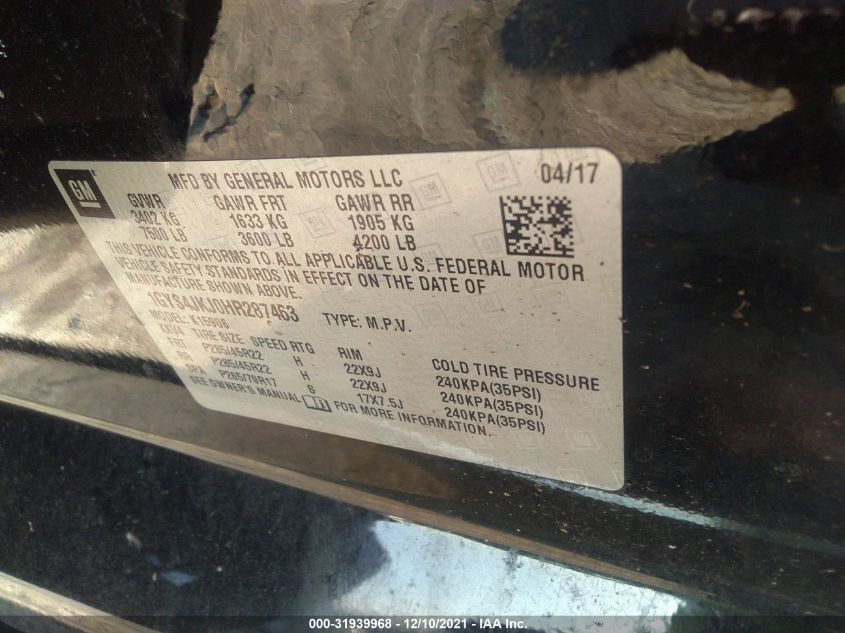 GM
MFD BY GENERAL MOTORS LLC 04/17
GVWR GAWR FRT GAWR RR
3402 KG 1633 KG 1905 KG
7500 LB 3600 LB 4200 LB
THIS VEHICLE CONFORMS TO ALL APPLICABLE U.S. FEDERAL MOTOR
VEHICLE SAFETY STANDARDS IN EFFECT ON THE DATE OF
MANUFACTURE SHOWN ABOVE.
1GYS4NKJ0HR287463 TYPE: M.P.V.
MODEL: K15906
KKVA TIRE SIZE SPEED RTG RIM COLD TIRE PRESSURE
FRT P285/45R22 H 22X9J 240KPA(35PSI)
RR P285/45R22 H 22X9J 240KPA(35PSI)
SPA P265/70R17 S 17X7.5J 240KPA(35PSI)
SEE OWNER'S MANUAL FOR MORE INFORMATION.
000-31939968 - 12/10/2021 - IAA Inc.